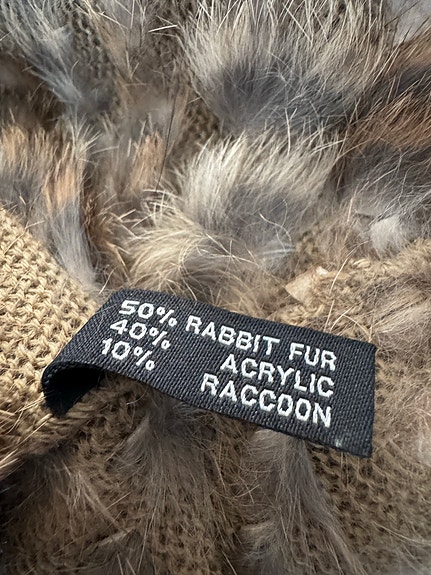 50% RABBIT FUR
40% ACRYLIC
10% RACCOON